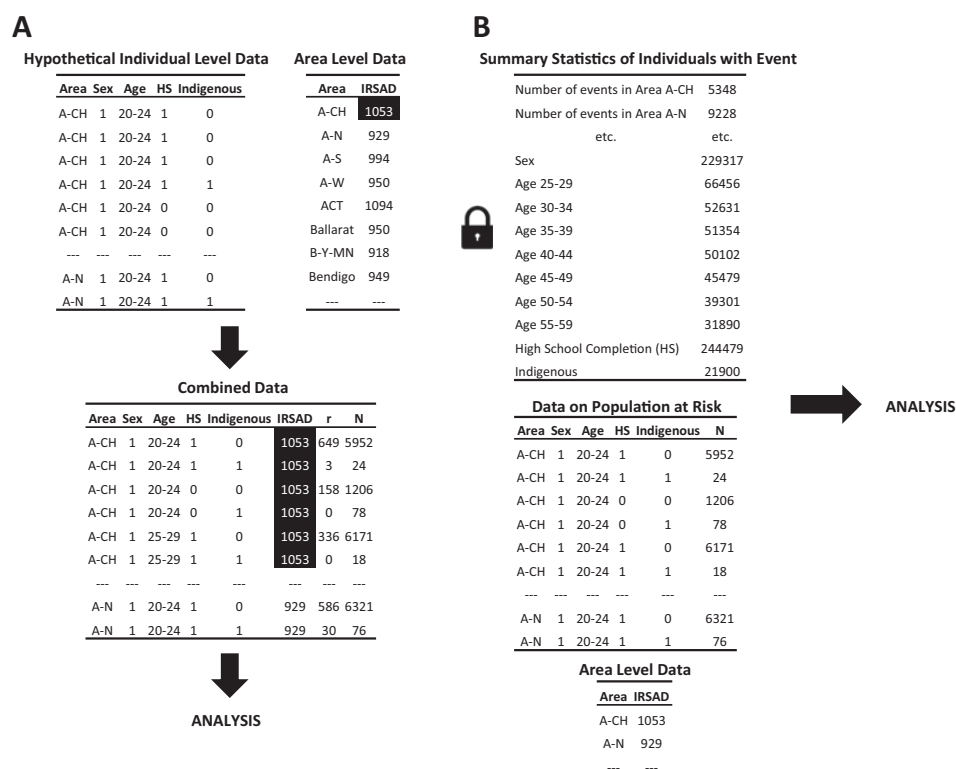 A
Hypothetical Individual Level Data
Area Sex Age HS Indigenous
A-CH 1 20-24 1 0
A-CH 1 20-24 1 0
A-CH 1 20-24 1 0
A-CH 1 20-24 1 1
A-CH 1 20-24 0 0
A-CH 1 20-24 0 0
--- --- --- --- ---
A-N 1 20-24 1 0
A-N 1 20-24 1 1
Area Level Data
Area IRSAD
A-CH 1053
A-N 929
A-S 994
A-W 950
ACT 1094
Ballarat 950
B-Y-MN 918
Bendigo 949
--- ---
Combined Data
Area Sex Age HS Indigenous IRSAD r N
A-CH 1 20-24 1 0 1053 649 5952
A-CH 1 20-24 1 1 1053 3 24
A-CH 1 20-24 0 0 1053 158 1206
A-CH 1 20-24 0 1 1053 0 78
A-CH 1 25-29 1 0 1053 336 6171
A-CH 1 25-29 1 1 1053 0 18
--- --- --- --- --- --- --- ---
A-N 1 20-24 1 0 929 586 6321
A-N 1 20-24 1 1 929 30 76
ANALYSIS
B
Summary Statistics of Individuals with Event
Number of events in Area A-CH 5348
Number of events in Area A-N 9228
etc. etc.
Sex 229317
Age 25-29 66456
Age 30-34 52631
Age 35-39 51354
Age 40-44 50102
Age 45-49 45479
Age 50-54 39301
Age 55-59 31890
High School Completion (HS) 244479
Indigenous 21900
Data on Population at Risk
Area Sex Age HS Indigenous N
A-CH 1 20-24 1 0 5952
A-CH 1 20-24 1 1 24
A-CH 1 20-24 0 0 1206
A-CH 1 20-24 0 1 78
A-CH 1 20-24 1 0 6171
A-CH 1 20-24 1 1 18
--- --- --- --- --- ---
A-N 1 20-24 1 0 6321
A-N 1 20-24 1 1 76
Area Level Data
Area IRSAD
A-CH 1053
A-N 929
--- ---
ANALYSIS